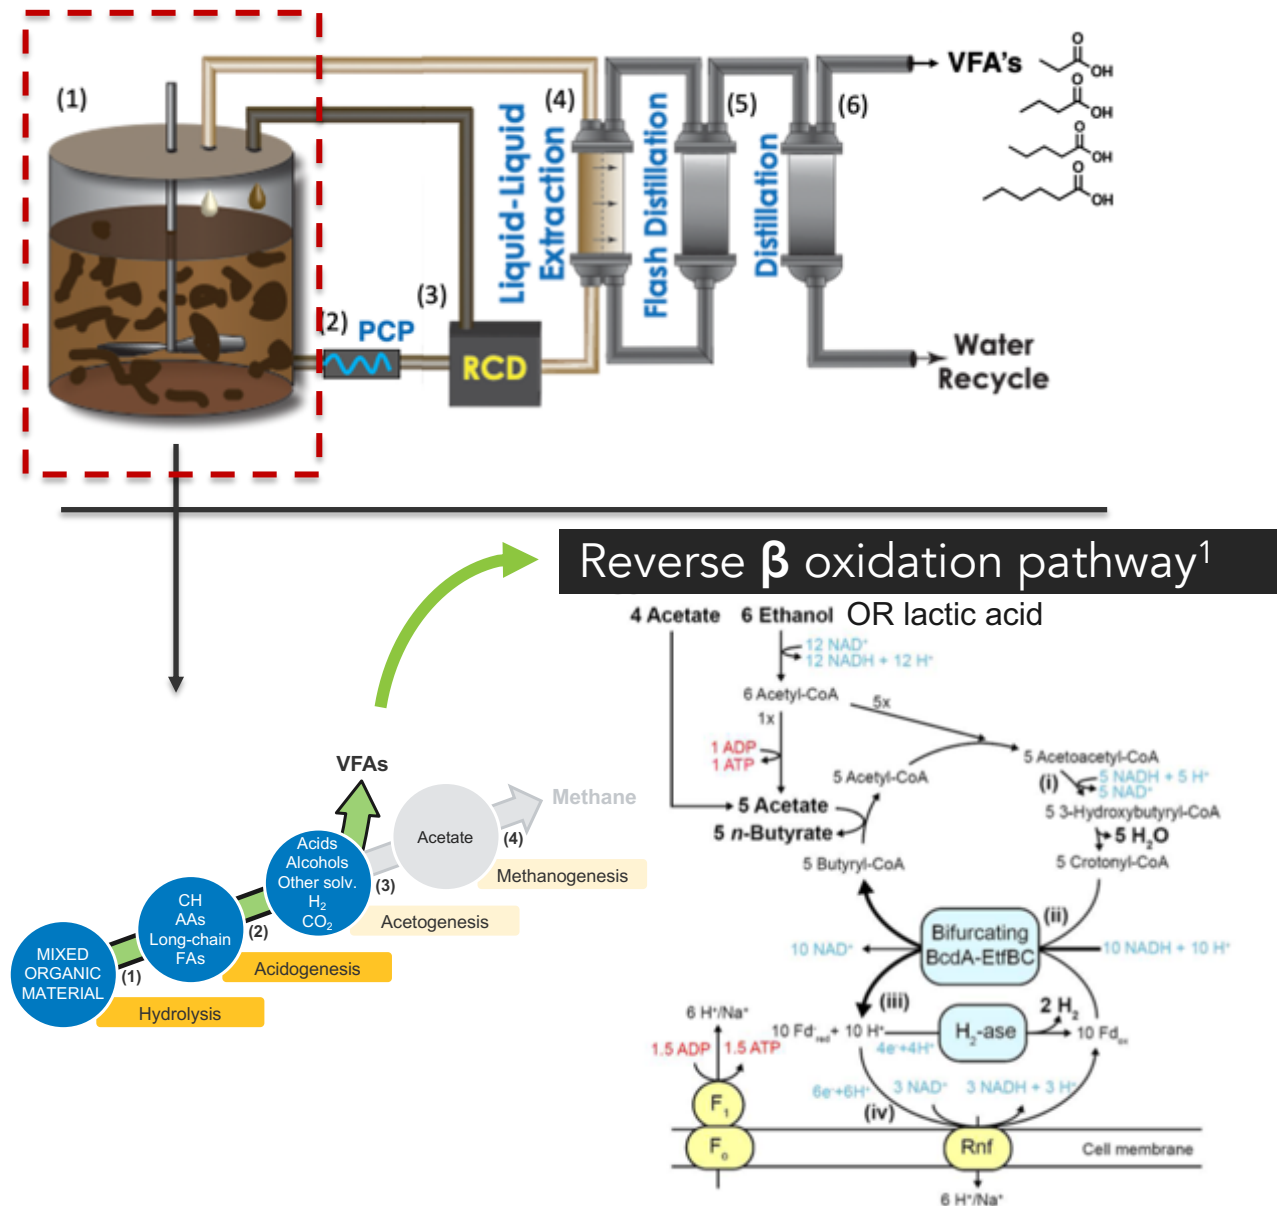 (1)
(2)
PCP
(3)
RCD
Liquid-Liquid
Extraction
(4)
Flash Distillation
(5)
Distillation
(6)
VFA's
O
OH
O
OH
O
OH
O
OH
Water
Recycle
Reverse β oxidation pathway¹
4 Acetate 6 Ethanol OR lactic acid
12 NAD⁺
12 NADH + 12 H⁺
6 Acetyl-CoA
5x
1x
1 ADP
1 ATP
5 Acetyl-CoA
5 Acetoacetyl-CoA
(i)
5 NADH + 5 H⁺
5 NAD⁺
5 Acetate
5 n-Butyrate
5 3-Hydroxybutyryl-CoA
5 H₂O
5 Butyryl-CoA
5 Crotonyl-CoA
(ii)
Bifurcating
BcdA-EtfBC
10 NAD⁺
10 NADH + 10 H⁺
(iii)
2 H₂
6 H⁺/Na⁺
10 Fd⁻red + 10 H⁺
H₂-ase
10 Fdox
4e⁻+4H⁺
1.5 ADP
1.5 ATP
6e⁻+6H⁺
3 NAD⁺
3 NADH + 3 H⁺
(iv)
F₁
F₀
Rnf
Cell membrane
6 H⁺/Na⁺
VFAs
Methane
Acetate
(4)
Methanogenesis
Acids
Alcohols
Other solv.
H₂
CO₂
(3)
Acetogenesis
CH
AAs
Long-chain
FAs
(2)
Acidogenesis
MIXED
ORGANIC
MATERIAL
(1)
Hydrolysis